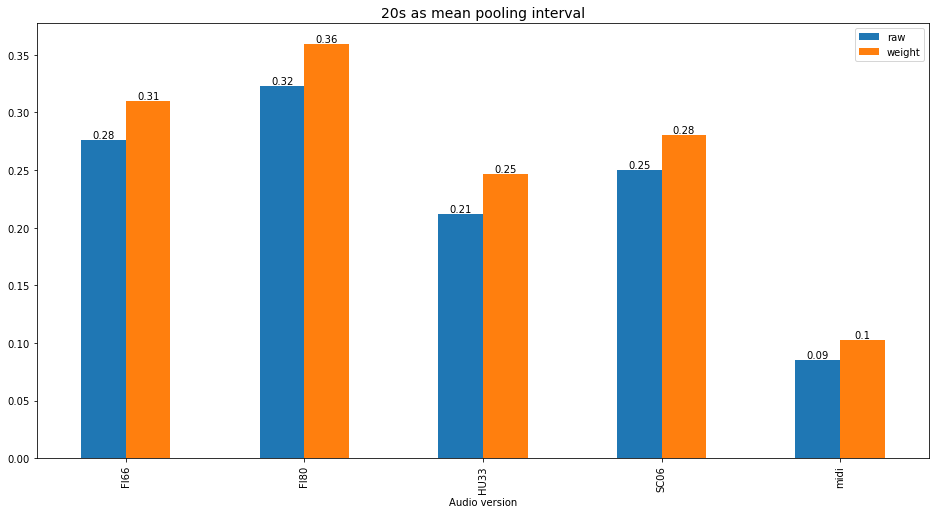 20s as mean pooling interval
raw
weight
0.35
0.30
0.25
0.20
0.15
0.10
0.05
0.00
0.28
0.31
0.32
0.36
0.21
0.25
0.25
0.28
0.09
0.1
FI66
FI80
HU33
SC06
midi
Audio version